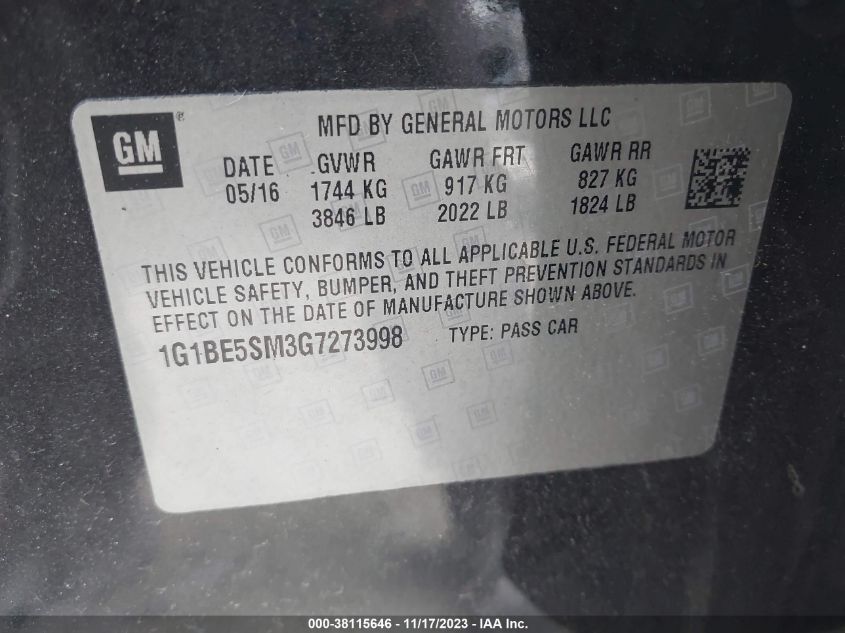 GM ®
MFD BY GENERAL MOTORS LLC
DATE GVWR GAWR FRT GAWR RR
05/16 1744 KG 917 KG 827 KG
3846 LB 2022 LB 1824 LB
THIS VEHICLE CONFORMS TO ALL APPLICABLE U.S. FEDERAL MOTOR
VEHICLE SAFETY, BUMPER, AND THEFT PREVENTION STANDARDS IN
EFFECT ON THE DATE OF MANUFACTURE SHOWN ABOVE.
1G1BE5SM3G7273998 TYPE: PASS CAR
000-38115646 - 11/17/2023 - IAA Inc.